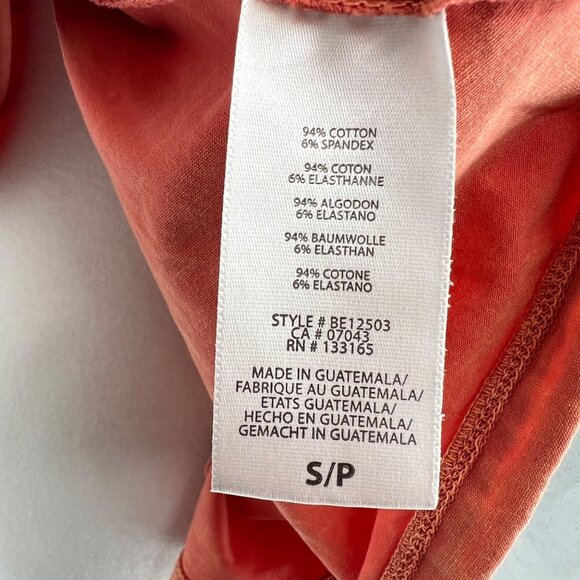 94% COTTON
6% SPANDEX
94% COTON
6% ELASTHANNE
94% ALGODON
6% ELASTANO
94% BAUMWOLLE
6% ELASTHAN
94% COTONE
6% ELASTANO
STYLE # BE12503
CA # 07043
RN # 133165
MADE IN GUATEMALA/
FABRIQUE AU GUATEMALA/
ETATS GUATEMALA/
HECHO EN GUATEMALA/
GEMACHT IN GUATEMALA
S/P